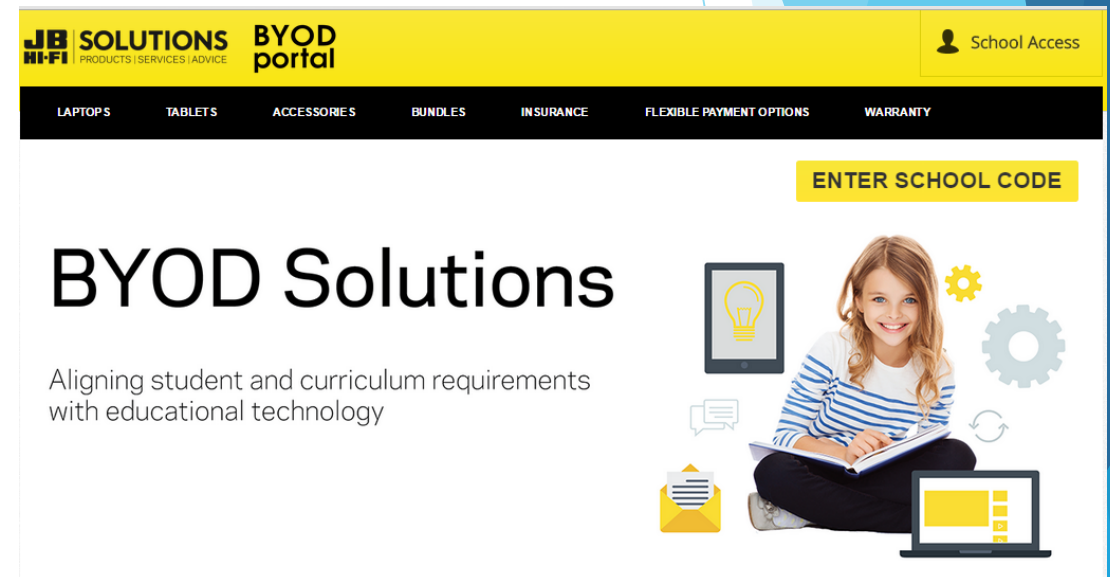 JB HI-FI
SOLUTIONS
PRODUCTS | SERVICES | ADVICE
BYOD
portal
School Access
LAPTOPS TABLETS ACCESSORIES BUNDLES INSURANCE FLEXIBLE PAYMENT OPTIONS WARRANTY
ENTER SCHOOL CODE
BYOD Solutions
Aligning student and curriculum requirements
with educational technology